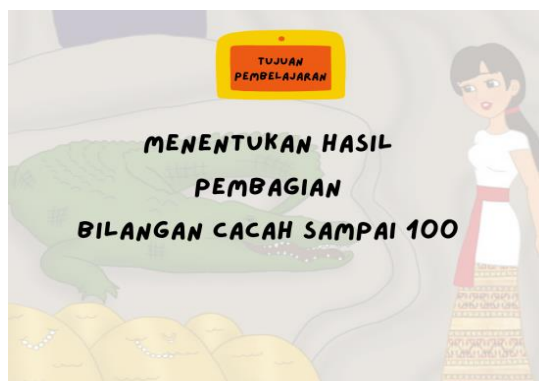 TUJUAN
PEMBELAJARAN
MENENTUKAN HASIL
PEMBAGIAN
BILANGAN CACAH SAMPAI 100